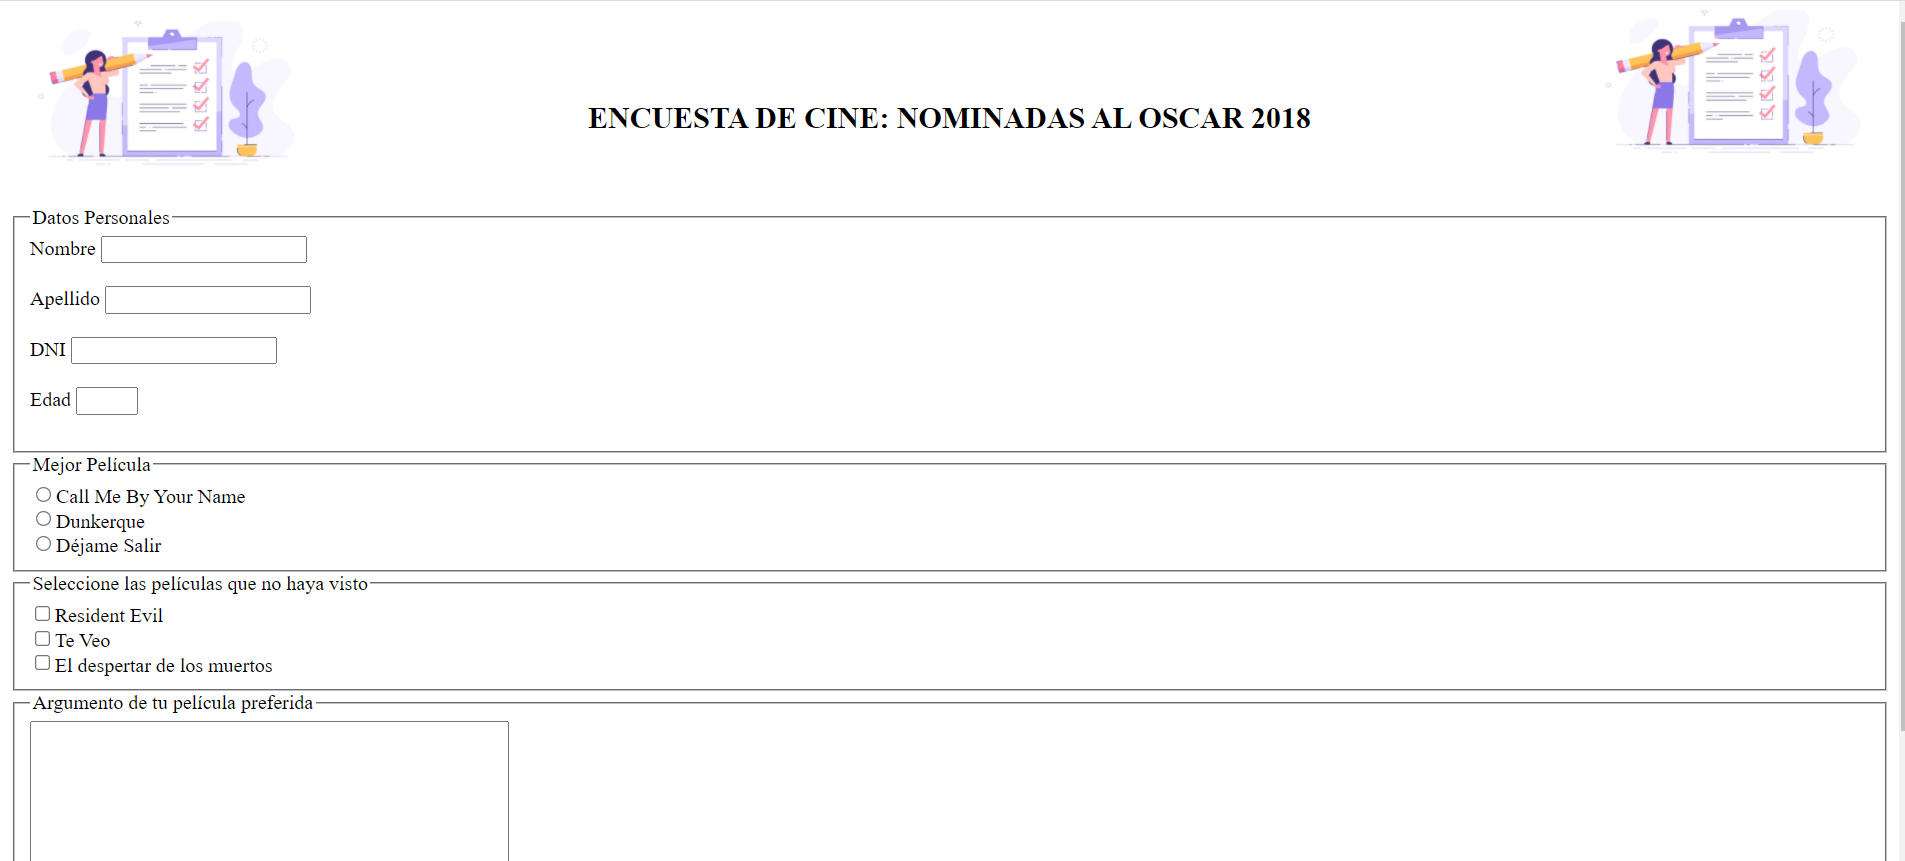 ENCUESTA DE CINE: NOMINADAS AL OSCAR 2018
Datos Personales
Nombre
Apellido
DNI
Edad
Mejor Película
Call Me By Your Name
Dunkerque
Déjame Salir
Seleccione las películas que no haya visto
Resident Evil
Te Veo
El despertar de los muertos
Argumento de tu película preferida